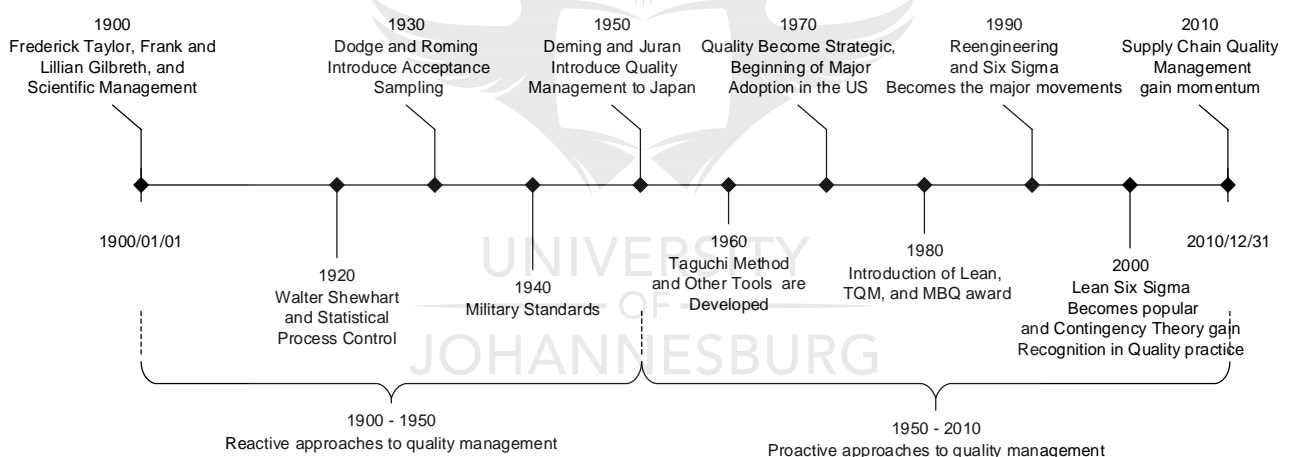 1900
Frederick Taylor, Frank and
Lillian Gilbreth, and
Scientific Management
1930
Dodge and Roming
Introduce Acceptance
Sampling
1950
Deming and Juran
Introduce Quality
Management to Japan
1970
Quality Become Strategic,
Beginning of Major
Adoption in the US
1990
Reengineering
and Six Sigma
Becomes the major movements
2010
Supply Chain Quality
Management
gain momentum
1900/01/01
1920
Walter Shewhart
and Statistical
Process Control
1940
Military Standards
1960
Taguchi Method
and Other Tools are
Developed
1980
Introduction of Lean,
TQM, and MBQ award
2000
Lean Six Sigma
Becomes popular
and Contingency Theory gain
Recognition in Quality practice
2010/12/31
UNIVERSITY
OF
JOHANNESBURG
1900 - 1950
Reactive approaches to quality management
1950 - 2010
Proactive approaches to quality management